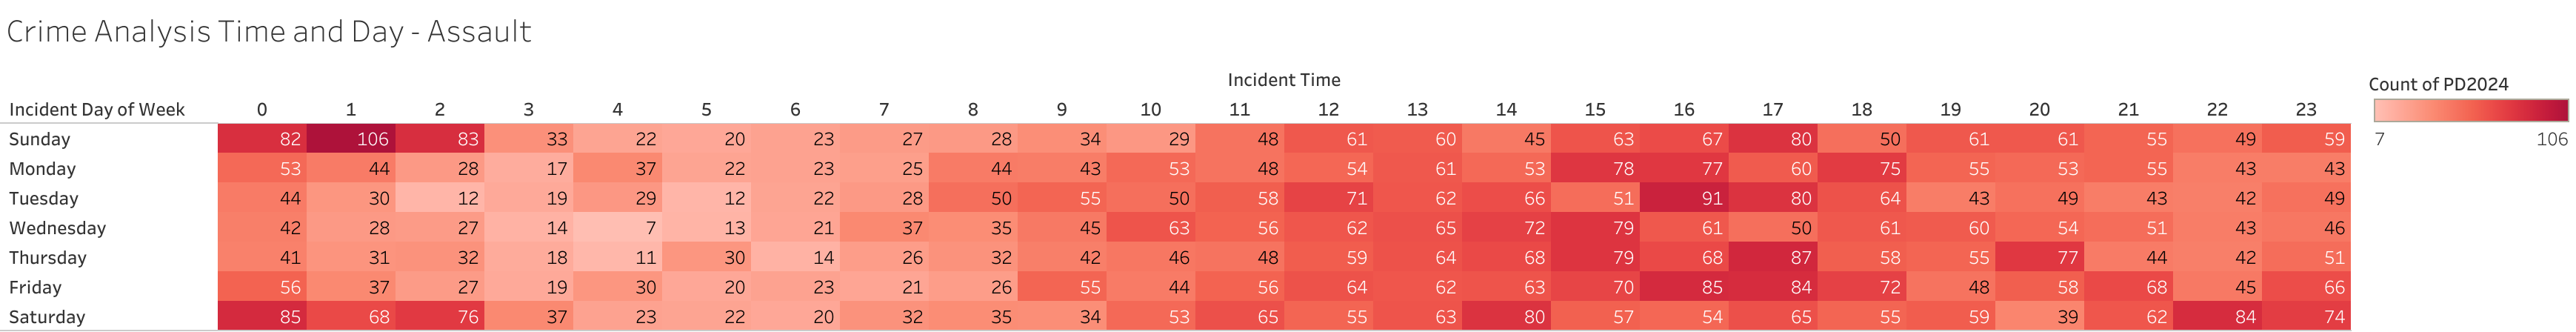 Crime Analysis Time and Day - Assault
Incident Time
Count of PD2024
Incident Day of Week 0 1 2 3 4 5 6 7 8 9 10 11 12 13 14 15 16 17 18 19 20 21 22 23
Sunday 82 106 83 33 22 20 23 27 28 34 29 48 61 60 45 63 67 80 50 61 61 55 49 59
7 106
Monday 53 44 28 17 37 22 23 25 44 43 53 48 54 61 53 78 77 60 75 55 53 55 43 43
Tuesday 44 30 12 19 29 12 22 28 50 55 50 58 71 62 66 51 91 80 64 43 49 43 42 49
Wednesday 42 28 27 14 7 13 21 37 35 45 63 56 62 65 72 79 61 50 61 60 54 51 43 46
Thursday 41 31 32 18 11 30 14 26 32 42 46 48 59 64 68 79 68 87 58 55 77 44 42 51
Friday 56 37 27 19 30 20 23 21 26 55 44 56 64 62 63 70 85 84 72 48 58 68 45 66
Saturday 85 68 76 37 23 22 20 32 35 34 53 65 55 63 80 57 54 65 55 59 39 62 84 74